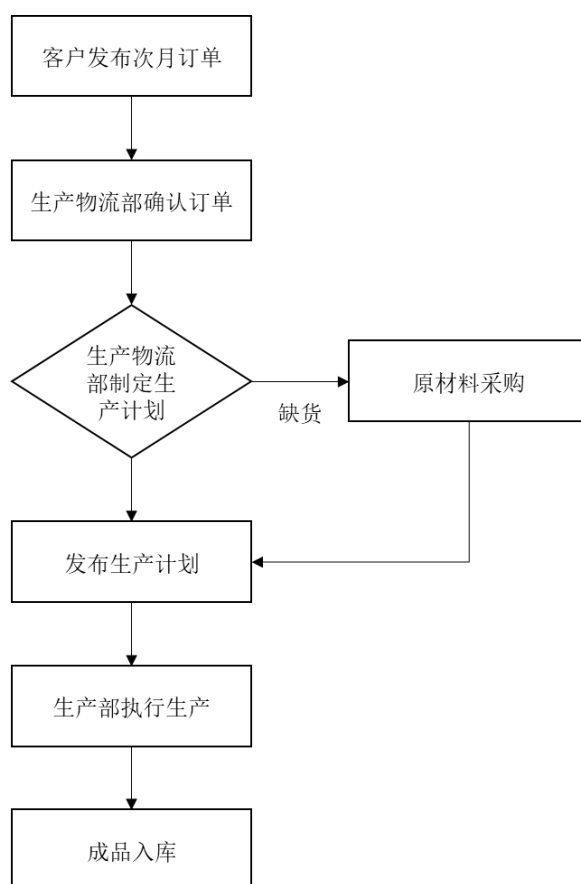 客户发布次月订单
生产物流部确认订单
生产物流
部制定生
产计划
原材料采购
缺货
发布生产计划
生产部执行生产
成品入库